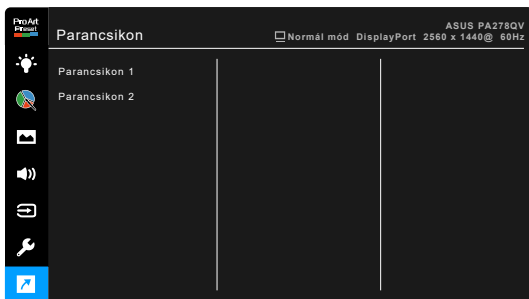 ProArt
Preset
Parancsikon
ASUS PA278QV
Normál mód DisplayPort 2560 x 1440@ 60Hz
Parancsikon 1
Parancsikon 2